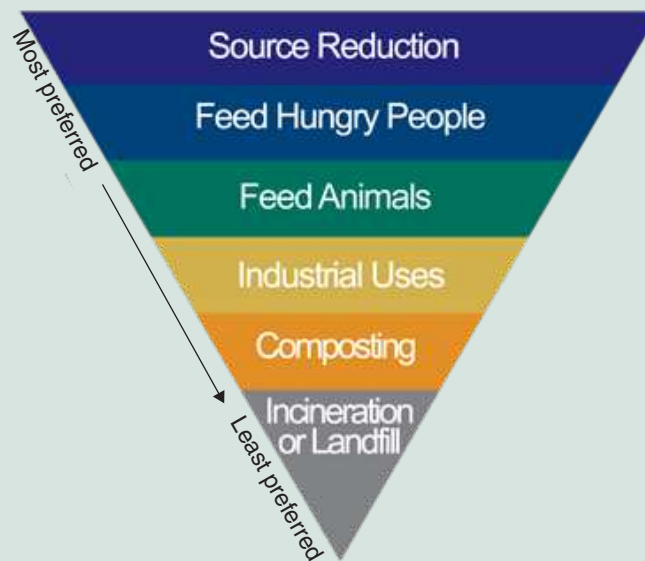 Most preferred
Source Reduction
Feed Hungry People
Feed Animals
Industrial Uses
Composting
Incineration
or Landfill
Least preferred